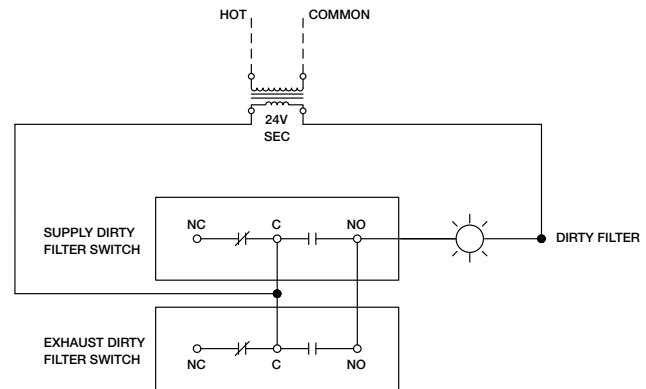 HOT
COMMON
24V
SEC
SUPPLY DIRTY
FILTER SWITCH
NC
C
NO
DIRTY FILTER
EXHAUST DIRTY
FILTER SWITCH
NC
C
NO